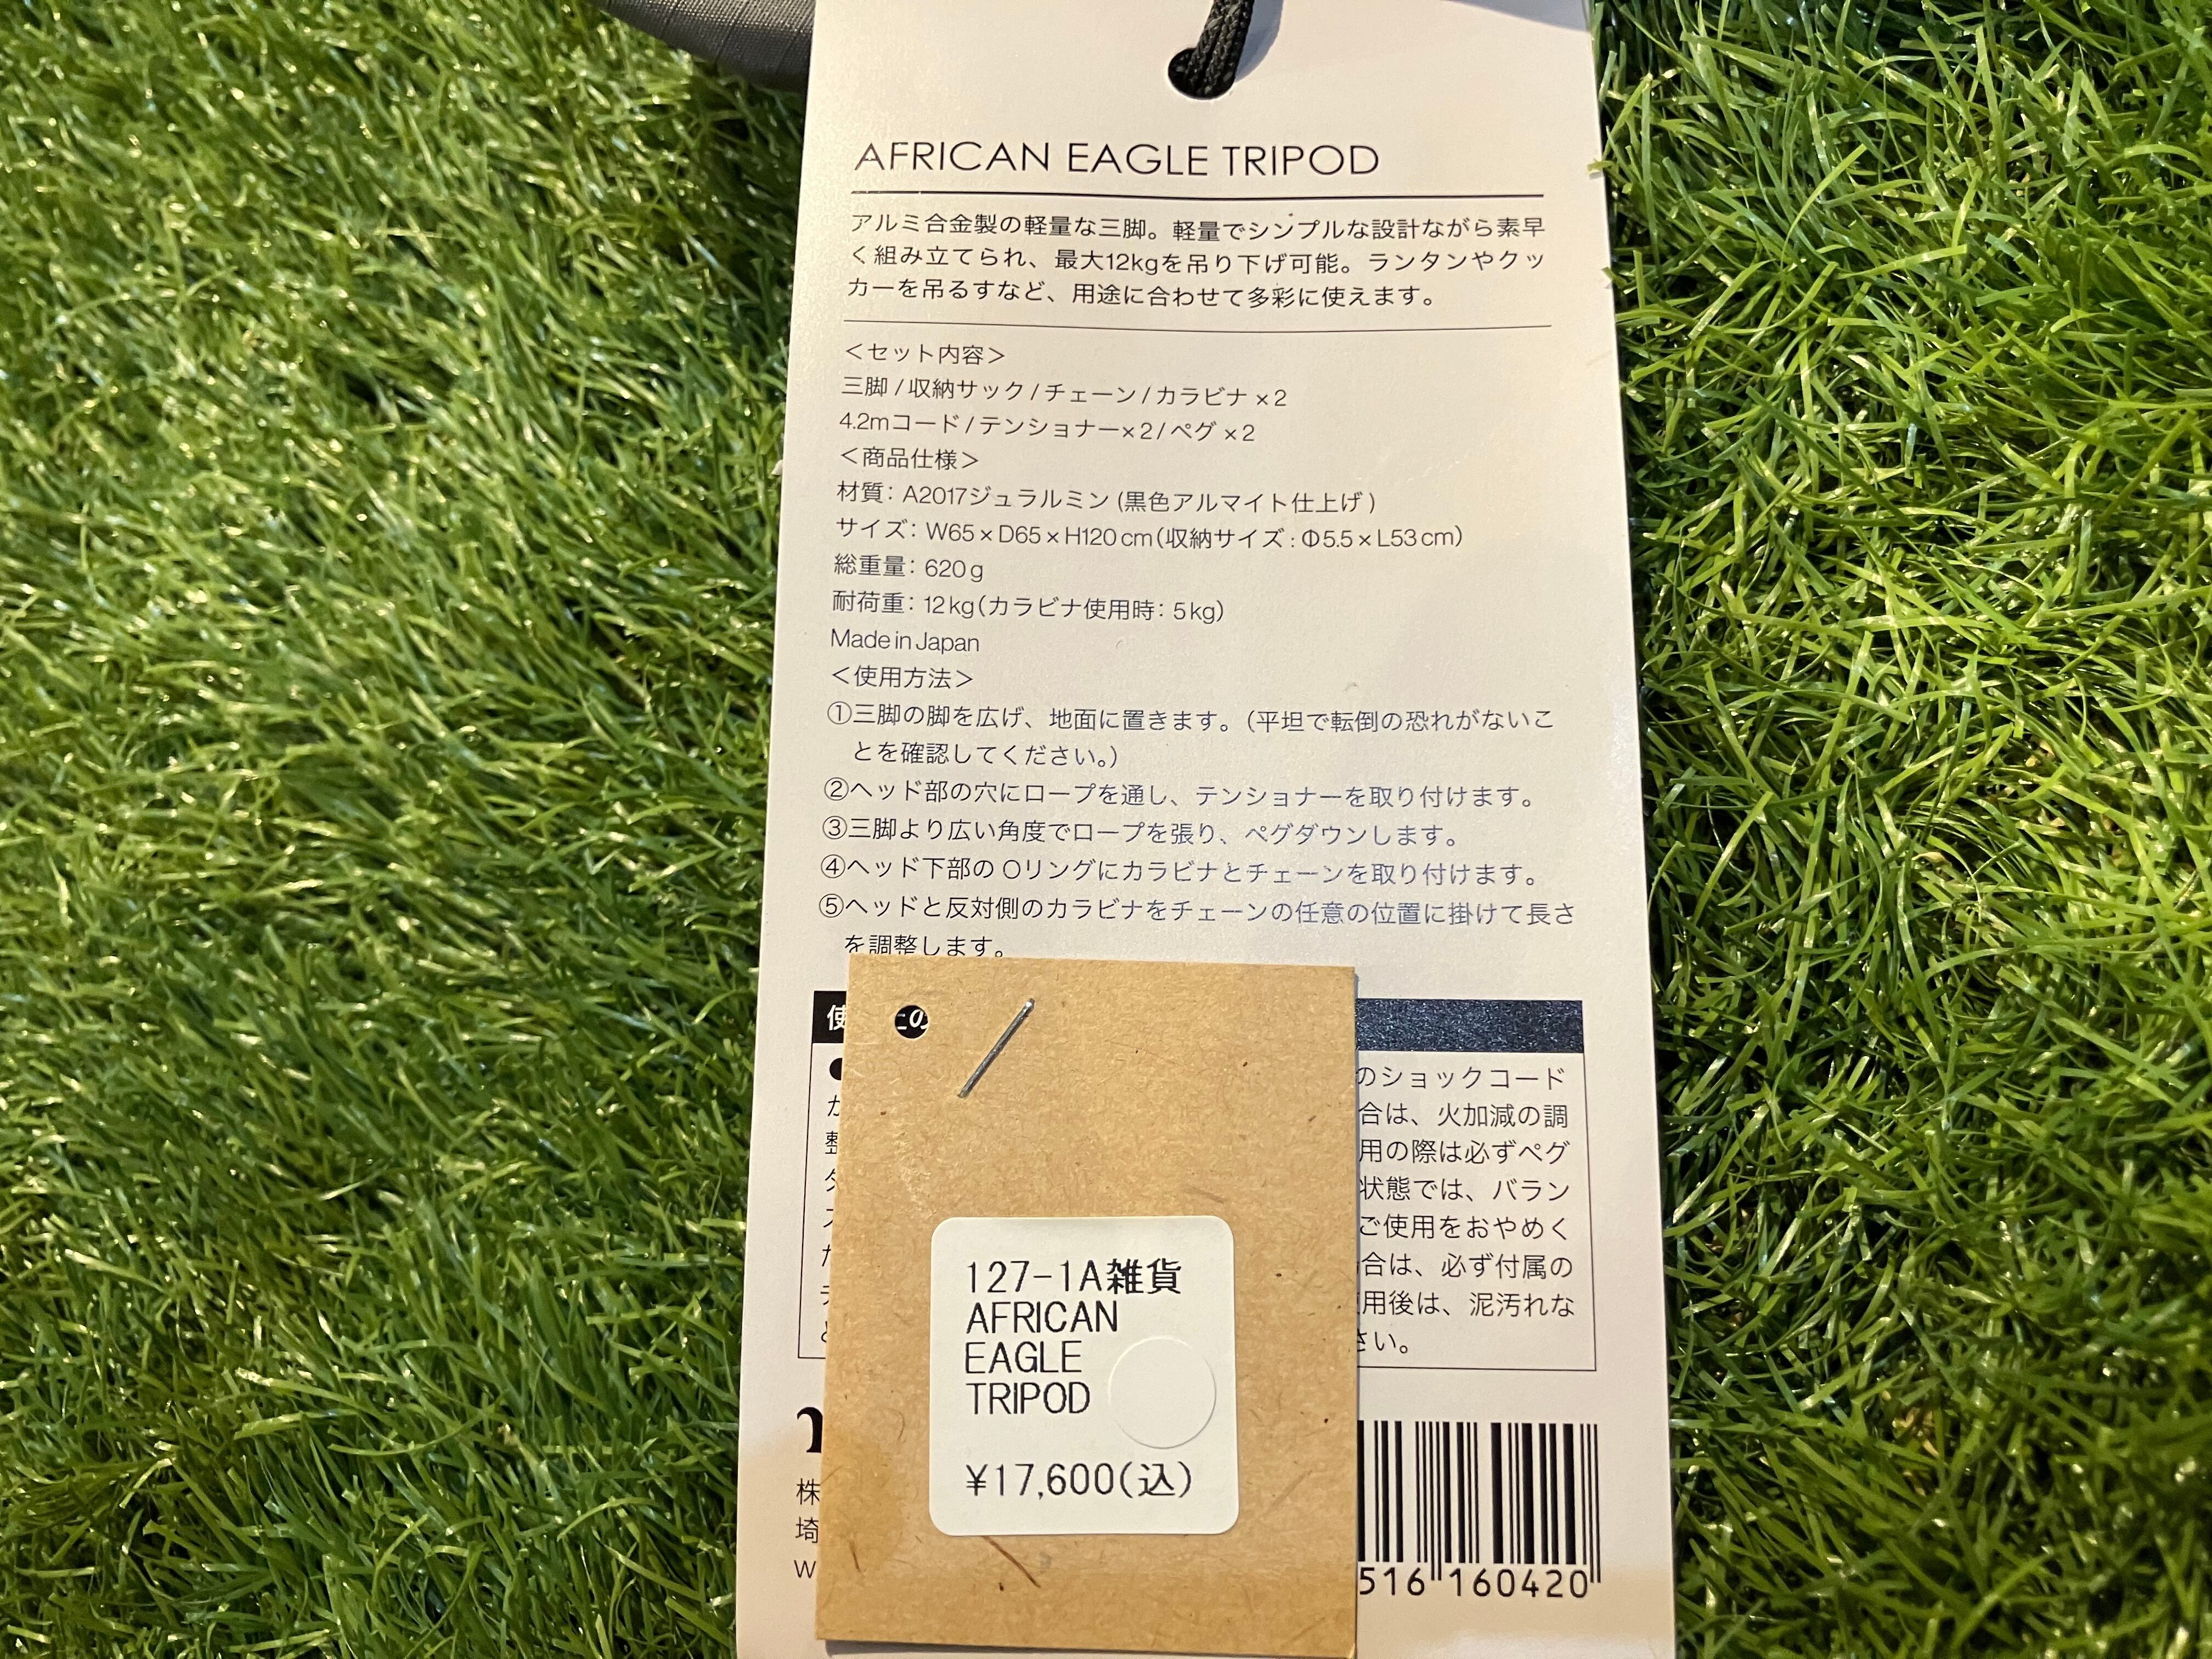 AFRICAN EAGLE TRIPOD
アルミ合金製の軽量な三脚。軽量でシンプルな設計ながら素早
く組み立てられ、最大12kgを吊り下げ可能。ランタンやクッ
カーを吊るすなど、用途に合わせて多彩に使えます。
＜セット内容＞
三脚 / 収納サック / チェーン / カラビナ ×2
4.2mコード / テンショナー×2 / ペグ ×2
＜商品仕様＞
材質：A2017ジュラルミン (黒色アルマイト仕上げ )
サイズ：W65×D65×H120cm(収納サイズ：Φ5.5×L53cm)
総重量：620g
耐荷重：12kg(カラビナ使用時：5kg)
Made in Japan
＜使用方法＞
①三脚の脚を広げ、地面に置きます。(平坦で転倒の恐れがないこ
とを確認してください。)
②ヘッド部の穴にロープを通し、テンショナーを取り付けます。
③三脚より広い角度でロープを張り、ペグダウンします。
④ヘッド下部のOリングにカラビナとチェーンを取り付けます。
⑤ヘッドと反対側のカラビナをチェーンの任意の位置に掛けて長さ
を調整します。
使 の
のショックコード
か 合は、火加減の調
整 用の際は必ずペグ
ダ 状態では、バラン
ス ご使用をおやめく
だ 合は、必ず付属の
用後は、泥汚れな
ど さい。
127-1A雑貨
AFRICAN
EAGLE
TRIPOD
¥17,600(込)
株
埼
w
516 160420